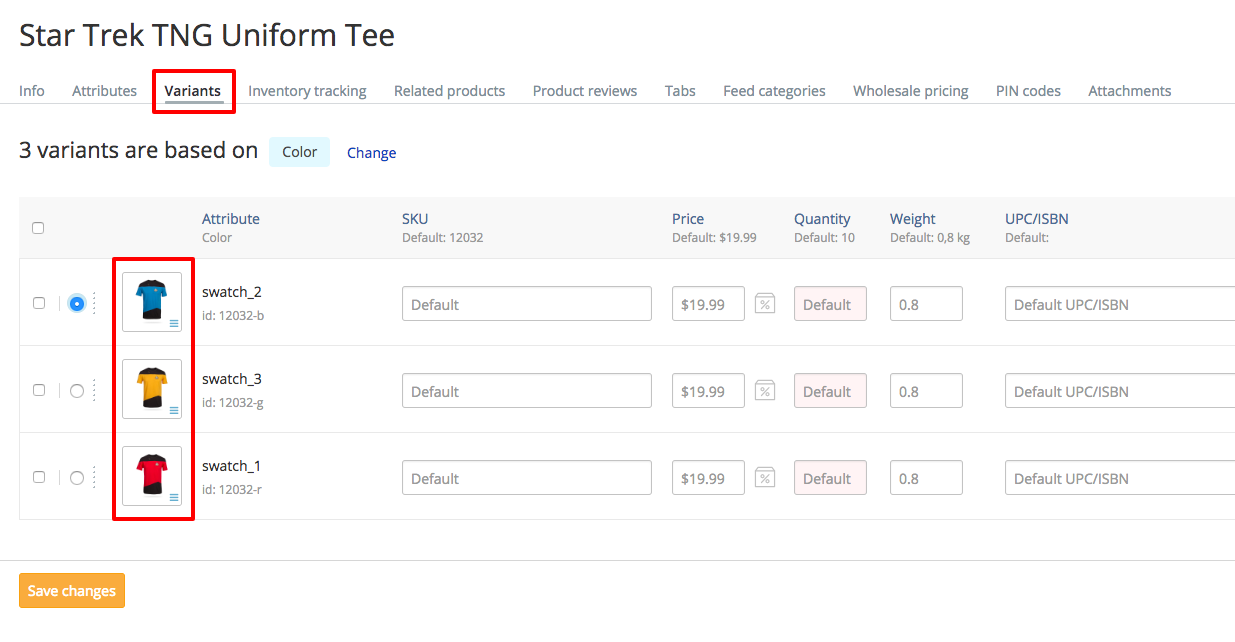 Star Trek TNG Uniform Tee
Info Attributes Variants Inventory tracking Related products Product reviews Tabs Feed categories Wholesale pricing PIN codes Attachments
3 variants are based on Color Change
Attribute SKU Price Quantity Weight UPC/ISBN
Color Default: 12032 Default: $19.99 Default: 10 Default: 0,8 kg Default:
swatch_2
Default $19.99 % Default 0.8 Default UPC/ISBN
id: 12032-b
swatch_3
Default $19.99 % Default 0.8 Default UPC/ISBN
id: 12032-g
swatch_1
Default $19.99 % Default 0.8 Default UPC/ISBN
id: 12032-r
Save changes